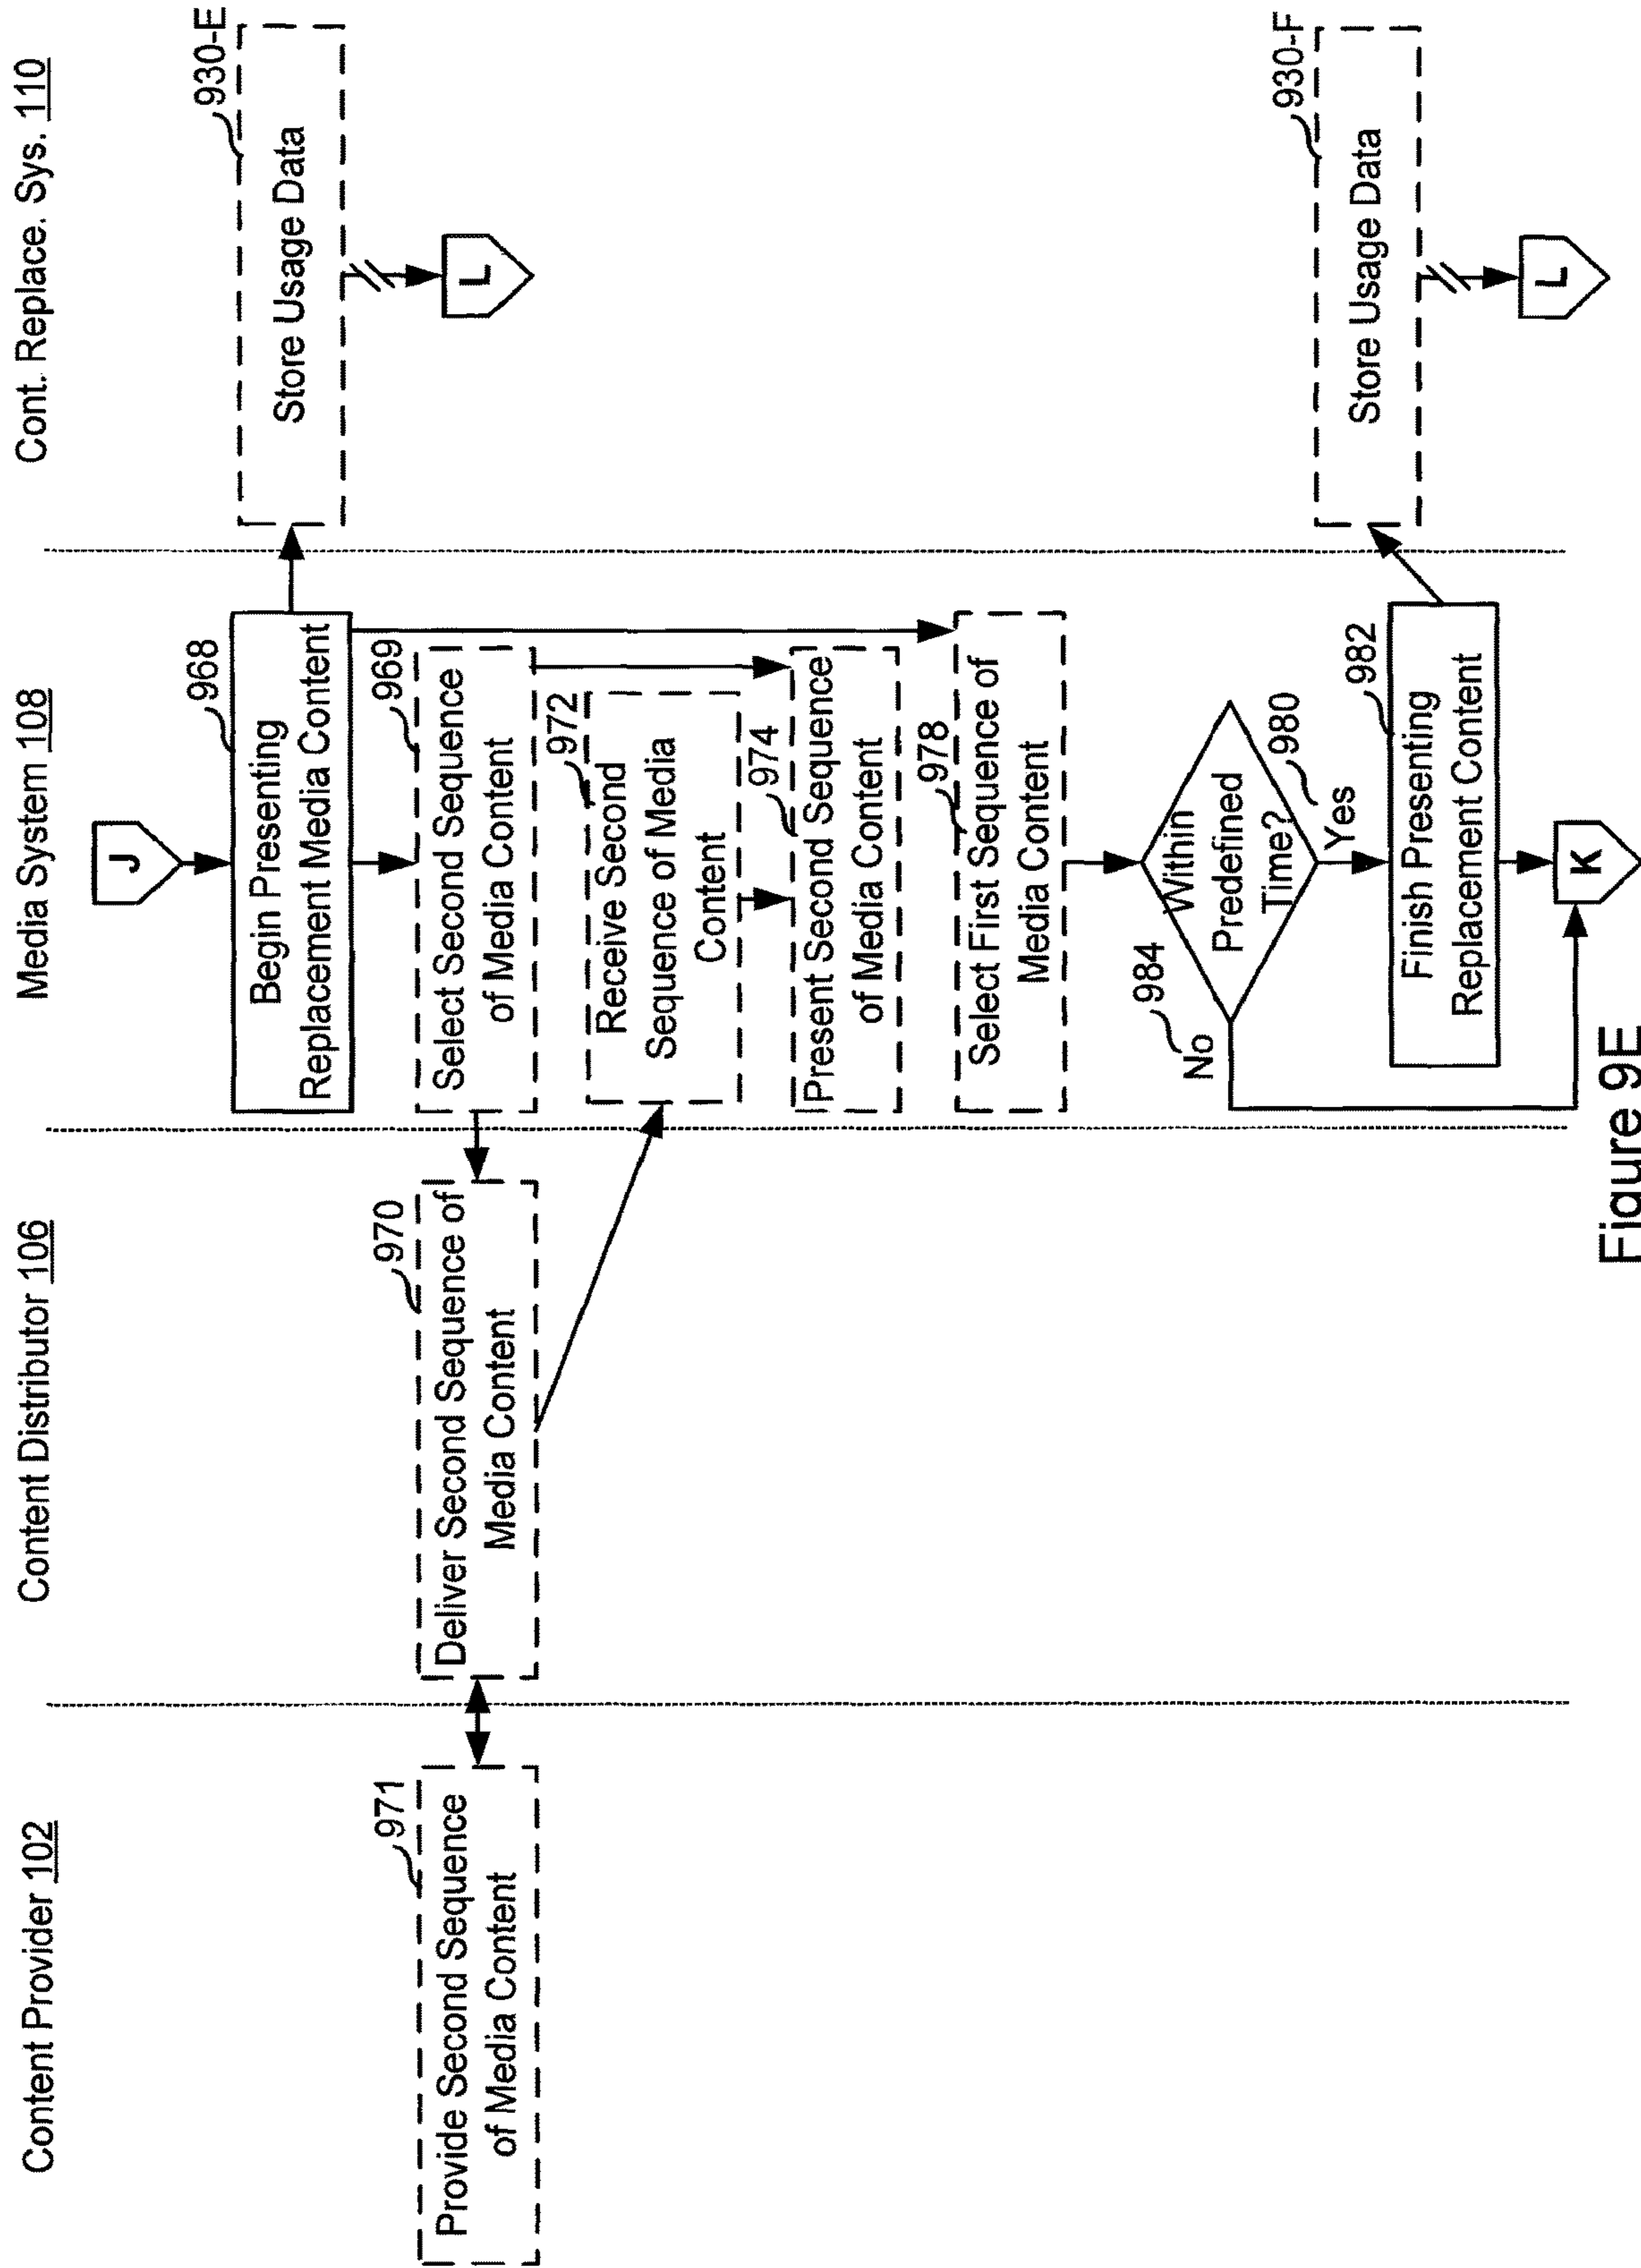 Content Provider 102
Content Distributor 106
Media System 108
Cont. Replace. Sys. 110
J
968
Begin Presenting
Replacement Media Content
930-E
Store Usage Data
L
971
Provide Second Sequence
of Media Content
970
Deliver Second Sequence of
Media Content
969
Select Second Sequence
of Media Content
972
Receive Second
Sequence of Media
Content
974
Present Second Sequence
of Media Content
978
Select First Sequence of
Media Content
Within
Predefined
Time?
984
No
980
Yes
982
Finish Presenting
Replacement Content
930-F
Store Usage Data
L
K
Figure 9E